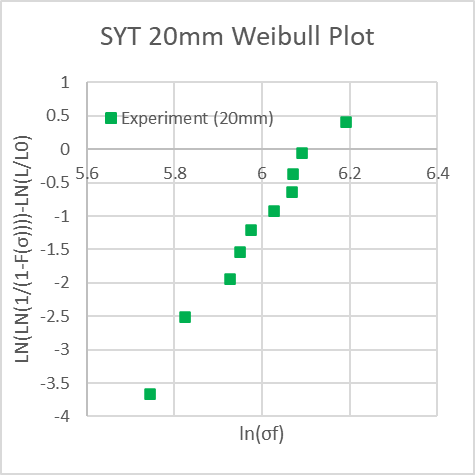 SYT 20mm Weibull Plot
1
0.5
Experiment (20mm)
0
5.6 5.8 6 6.2 6.4
-0.5
-1
-1.5
-2
-2.5
-3
-3.5
-4
LN(LN(1/(1-F(σ))))-LN(L/L0)
ln(σf)